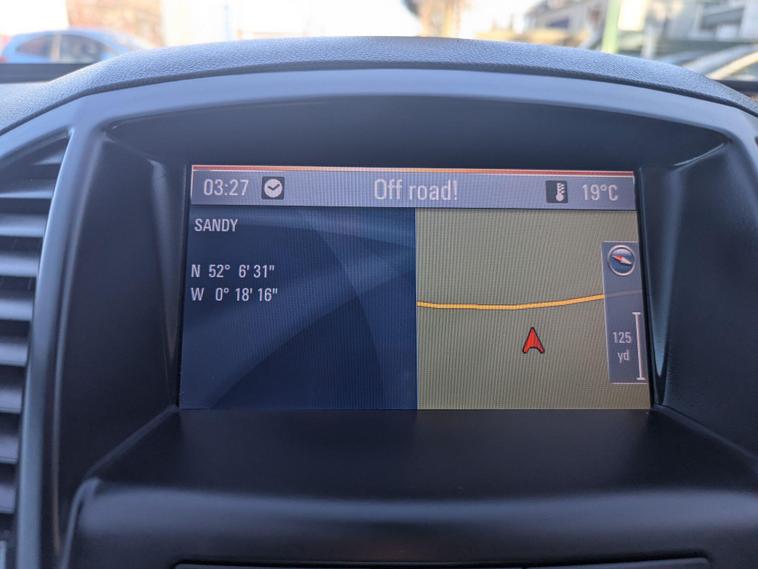 03:27
Off road!
19°C
SANDY
N 52° 6' 31"
W 0° 18' 16"
125
yd